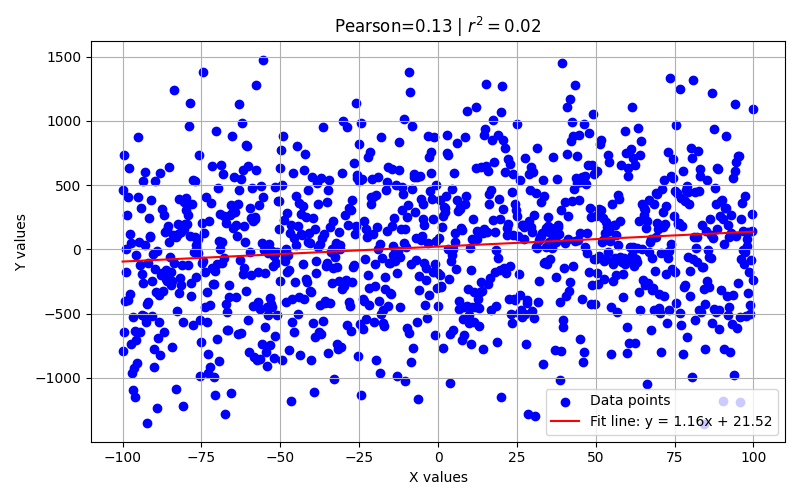 Pearson=0.13 | r² = 0.02
Y values
1500
1000
500
0
−500
−1000
−100 −75 −50 −25 0 25 50 75 100
X values
Data points
Fit line: y = 1.16x + 21.52